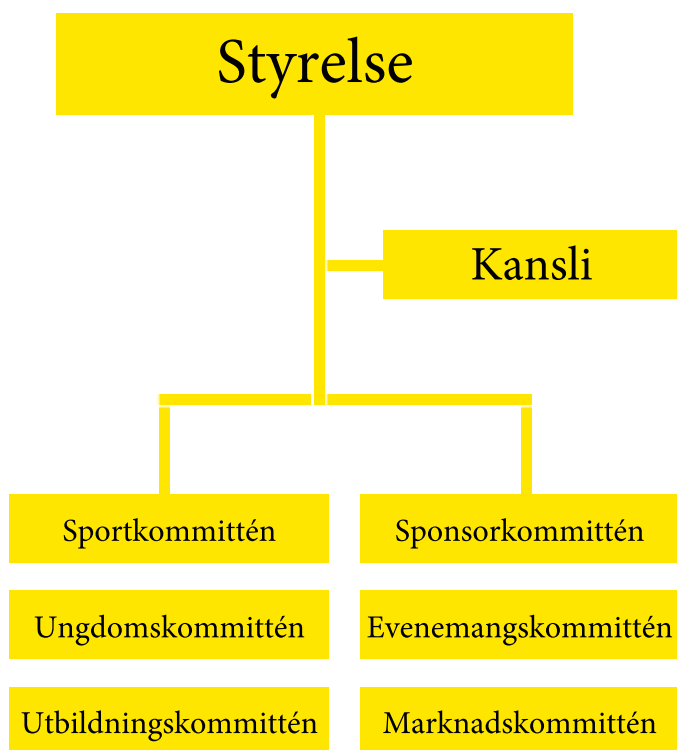 Styrelse
Kansli
Sportkommittén
Sponsorkommittén
Ungdomskommittén
Evenemangskommittén
Utbildningskommittén
Marknadskommittén